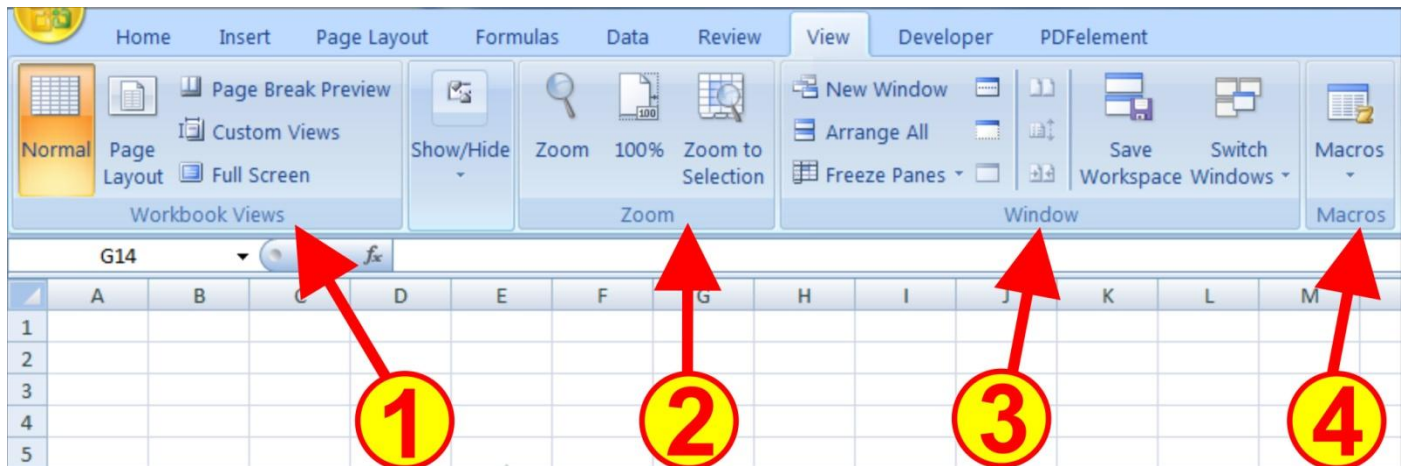 Home Insert Page Layout Formulas Data Review View Developer PDFelement
Normal
Page Layout
Page Break Preview
Custom Views
Full Screen
Workbook Views
Show/Hide
Zoom
100
100%
Zoom to Selection
Zoom
New Window
Arrange All
Freeze Panes
Save Workspace
Switch Windows
Window
Macros
Macros
G14 fx
A B C D E F G H I J K L M
1
2
3
4
5
1 2 3 4